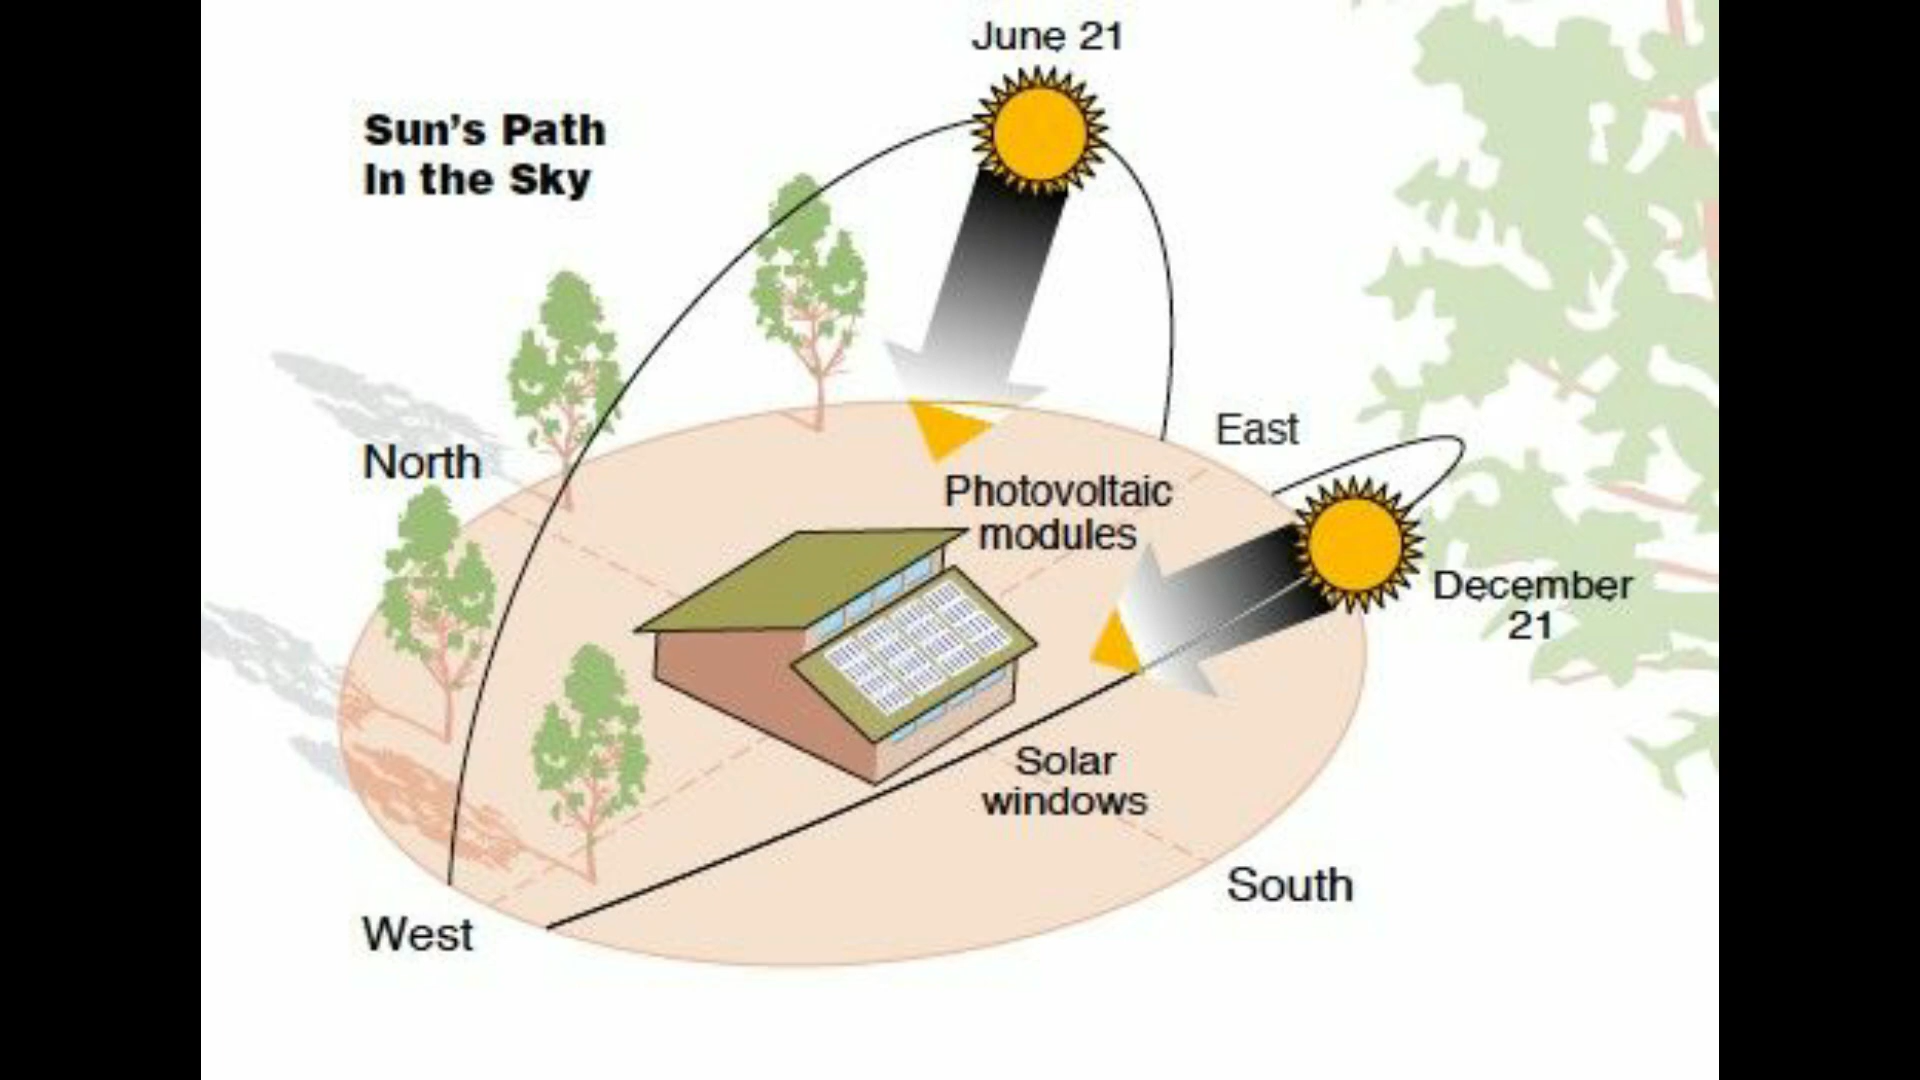 June 21
Sun's Path
In the Sky
East
North
Photovoltaic
modules
December
21
Solar
windows
South
West